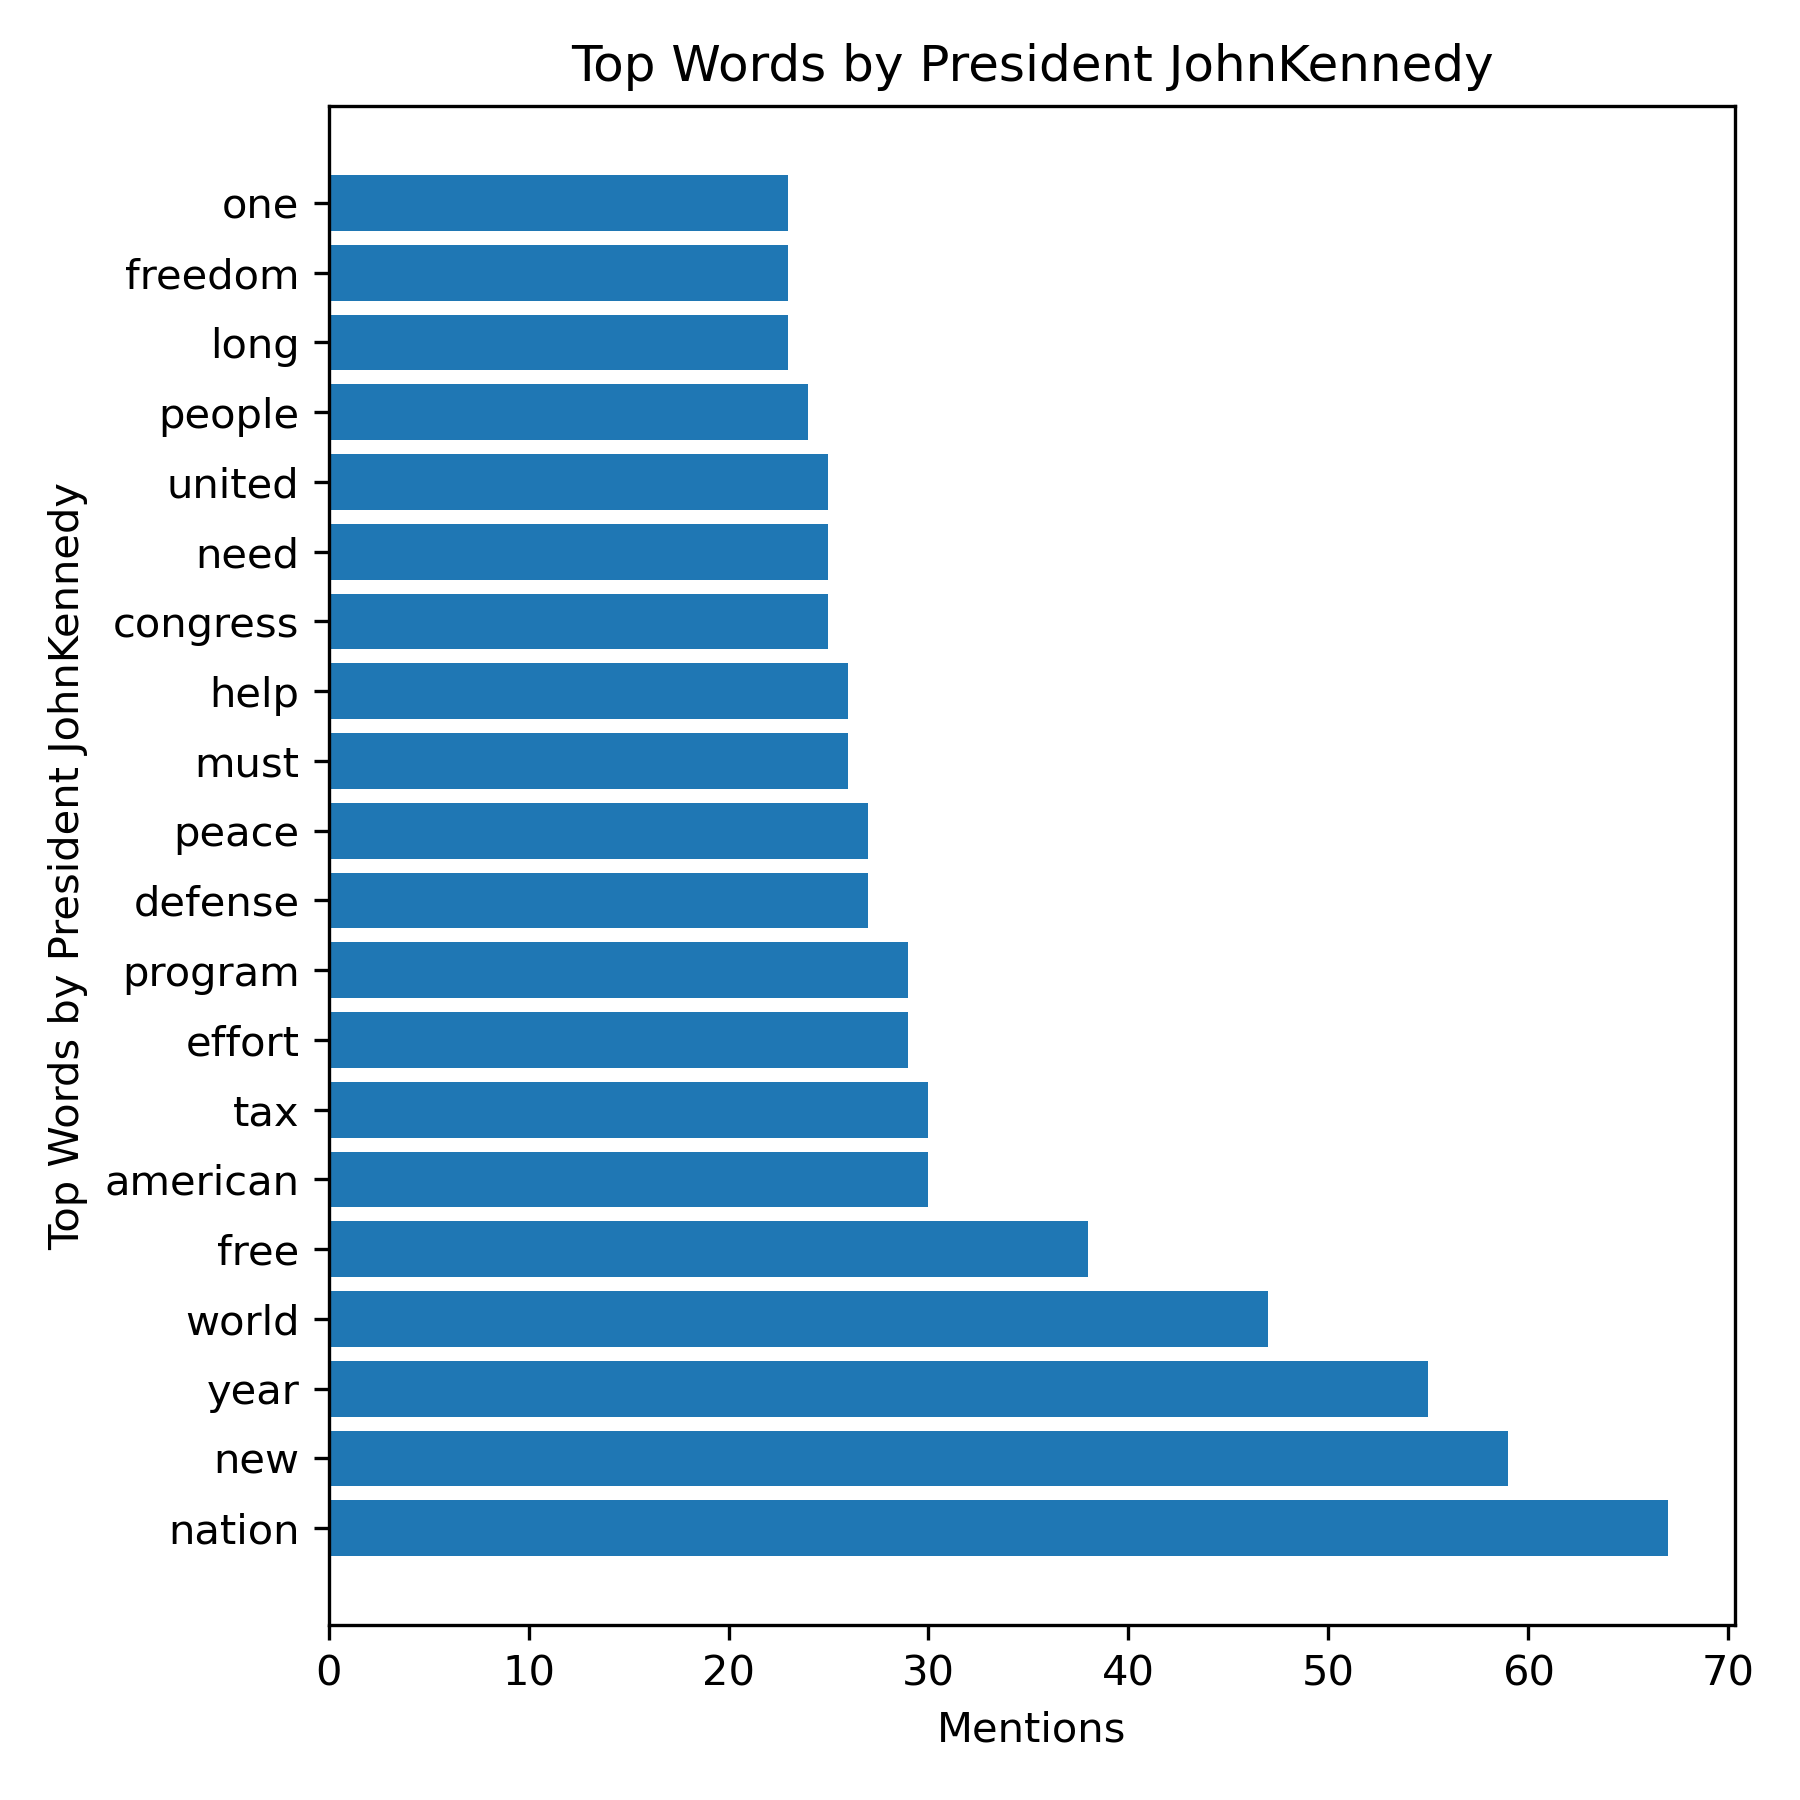 Top Words by President JohnKennedy
Top Words by President JohnKennedy
one
freedom
long
people
united
need
congress
help
must
peace
defense
program
effort
tax
american
free
world
year
new
nation
0 10 20 30 40 50 60 70
Mentions